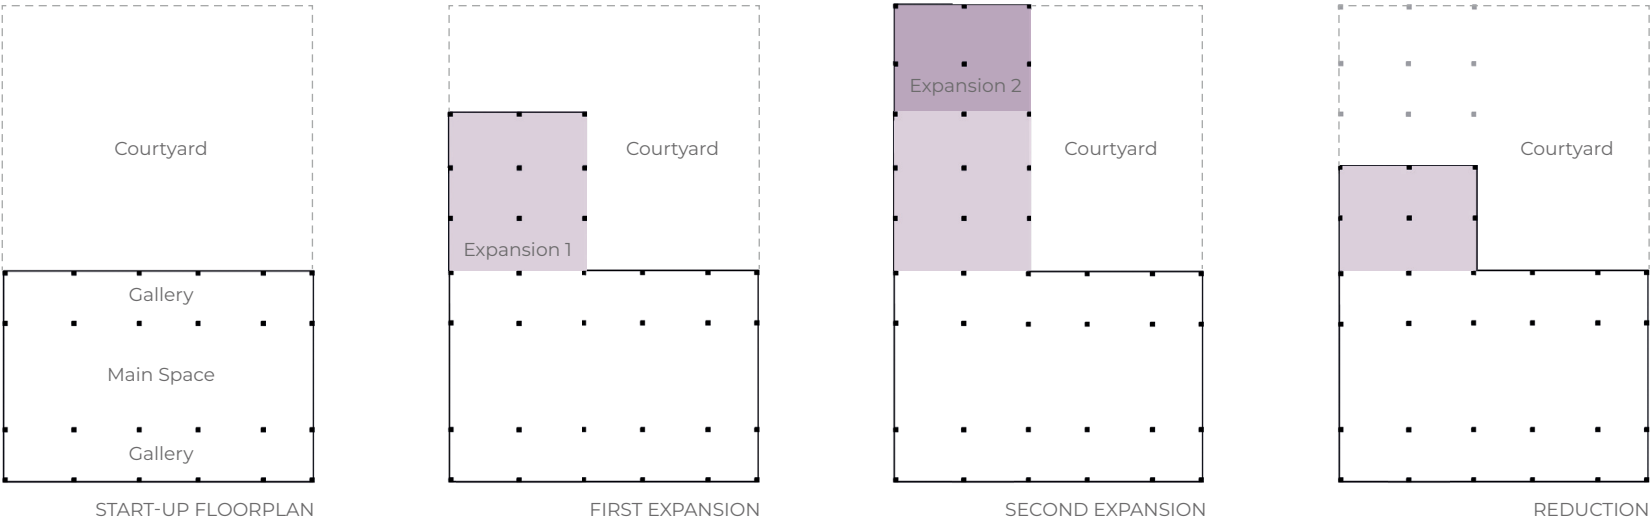 Courtyard
Gallery
Main Space
Gallery
START-UP FLOORPLAN
Courtyard
Expansion 1
FIRST EXPANSION
Expansion 2
Courtyard
SECOND EXPANSION
Courtyard
REDUCTION